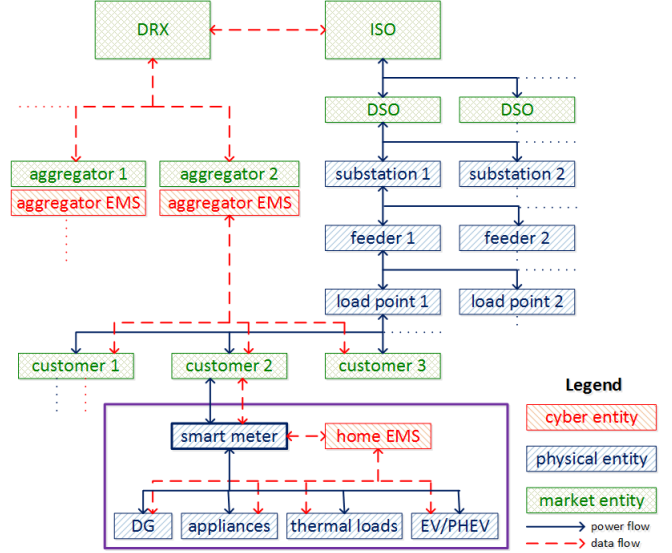 DRX
ISO
DSO
DSO
aggregator 1
aggregator 2
substation 1
substation 2
aggregator EMS
aggregator EMS
feeder 1
feeder 2
load point 1
load point 2
customer 1
customer 2
customer 3
Legend
cyber entity
smart meter
home EMS
physical entity
market entity
DG
appliances
thermal loads
EV/PHEV
power flow
data flow